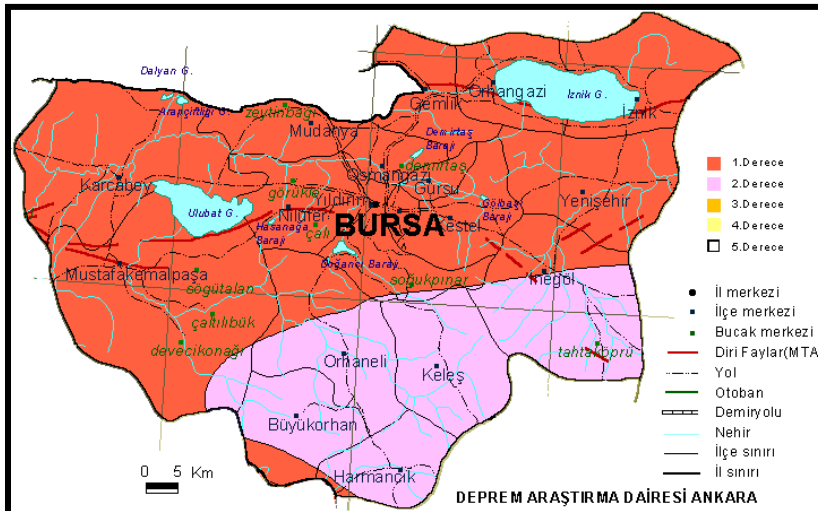 Dalyan G.
Arapçiftliği G.
zeytinbağı
Mudanya
Gemlik
Orhangazi
İznik G.
İznik
Demirtaş
Barajı
demirtaş
Osmangazi
Gürsu
Karcabey
görükle
Yıldırım
Nilüfer
Ulubat G.
Hasanağa
Barajı
çalı
BURSA
Kestel
Gölbaşı
Barajı
Yenişehir
Doğancı Barajı
Mustafakemalpaşa
söğütalan
soğukpınar
İnegöl
çaltılıbük
devecikonağı
tahtaköprü
Orhaneli
Keleş
Büyükorhan
Harmancık
0 5 Km
1.Derece
2.Derece
3.Derece
4.Derece
5.Derece
İl merkezi
İlçe merkezi
Bucak merkezi
Diri Faylar(MTA
Yol
Otoban
Demiryolu
Nehir
İlçe sınırı
İl sınırı
DEPREM ARAŞTIRMA DAİRESİ ANKARA